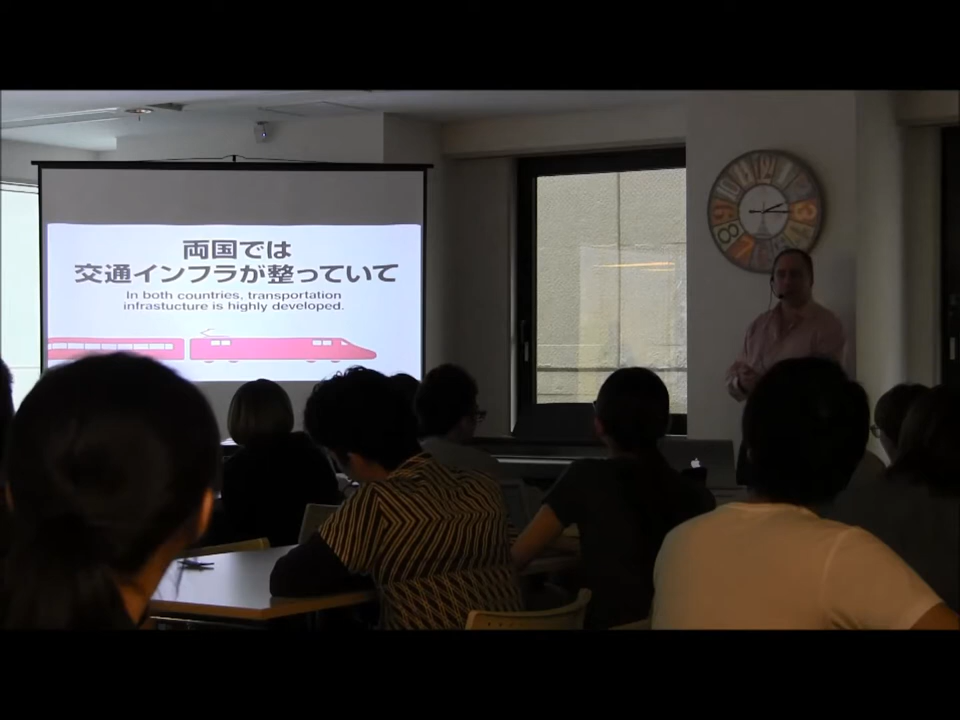 両国では
交通インフラが整っていて
In both countries, transportation
infrastucture is highly developed.